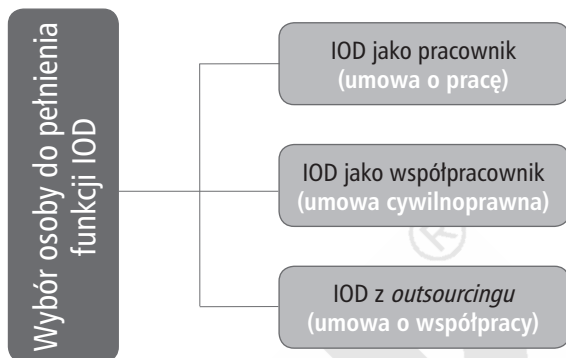 Wybór osoby do pełnienia
funkcji IOD
IOD jako pracownik
(umowa o pracę)
IOD jako współpracownik
(umowa cywilnoprawna)
®
IOD z outsourcingu
(umowa o współpracy)